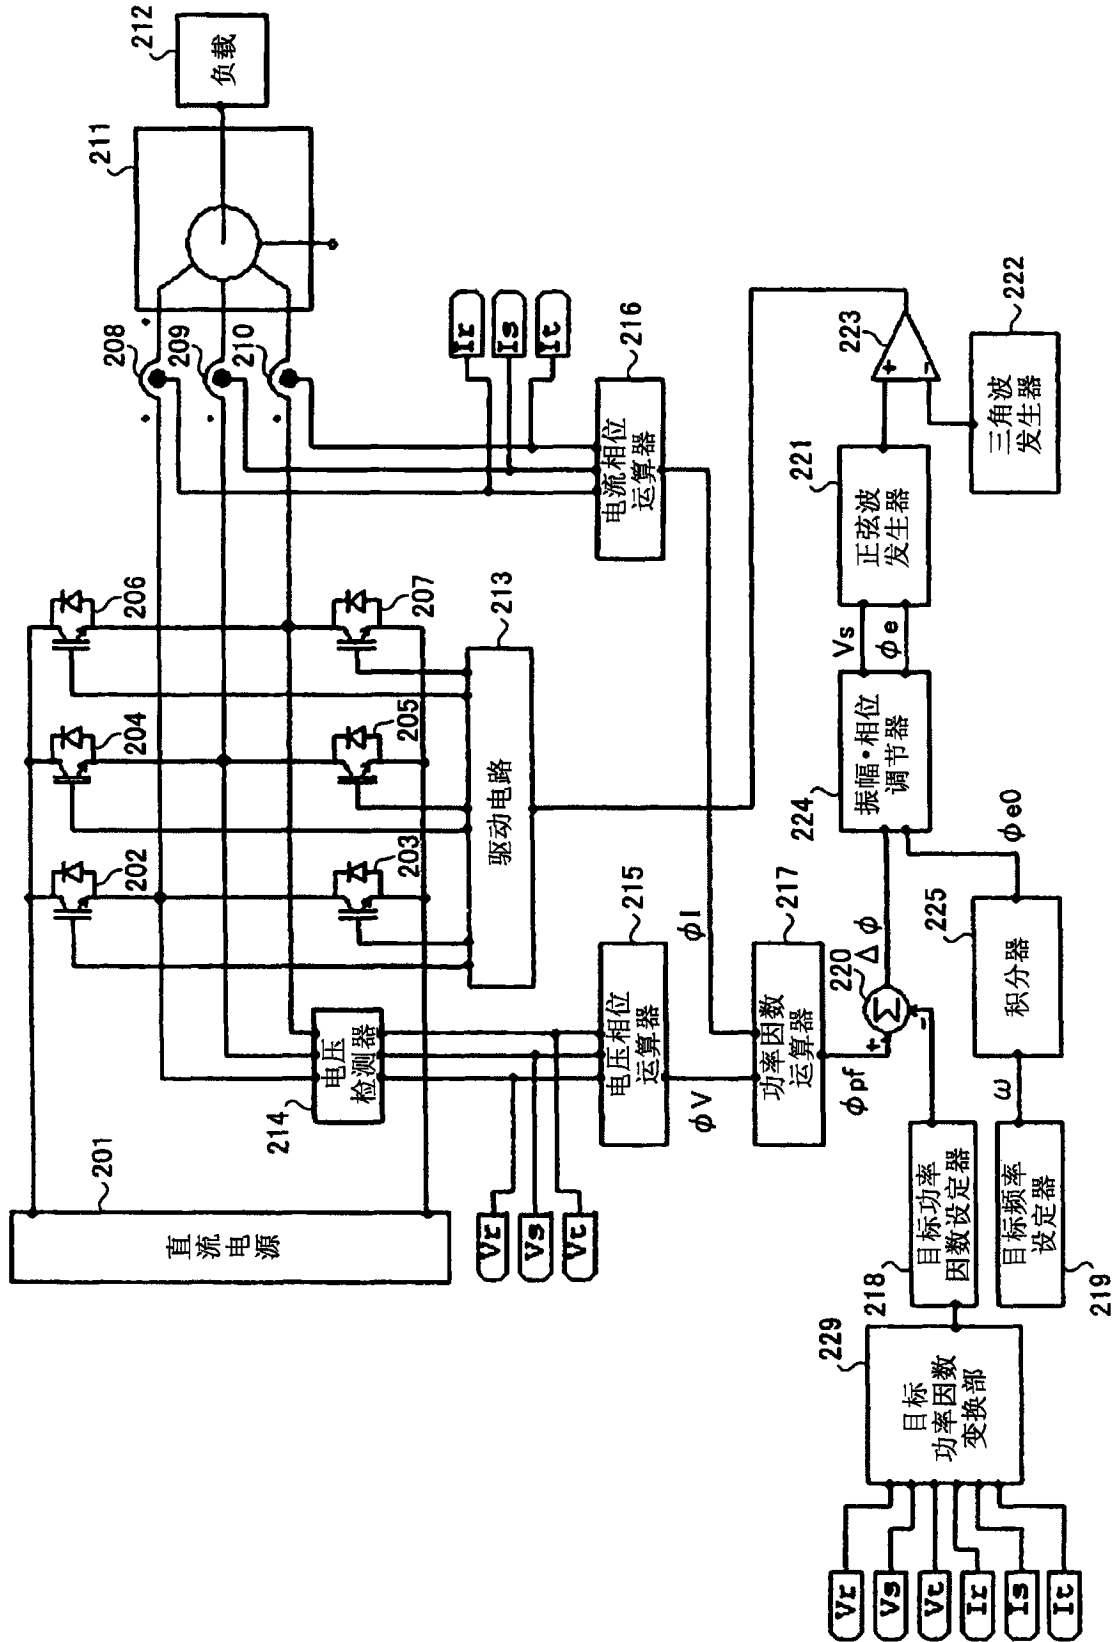 201
直流
电源
202
203
204
205
206
207
208
209
210
211
212
负载
213
驱动电路
214
电压
检测器
Vr
Vs
Vt
Ir
Is
It
215
电压相位
运算器
216
电流相位
运算器
φV
φI
217
功率因数
运算器
φpf
+
-
220
Σ
Δφ
224
振幅·相位
调节器
Vs
φe
221
正弦波
发生器
223
+
-
222
三角波
发生器
Vr
Vs
Vt
Ir
Is
It
229
目标
功率因数
变换部
218
目标功率
因数设定器
219
目标频率
设定器
ω
225
积分器
φe0